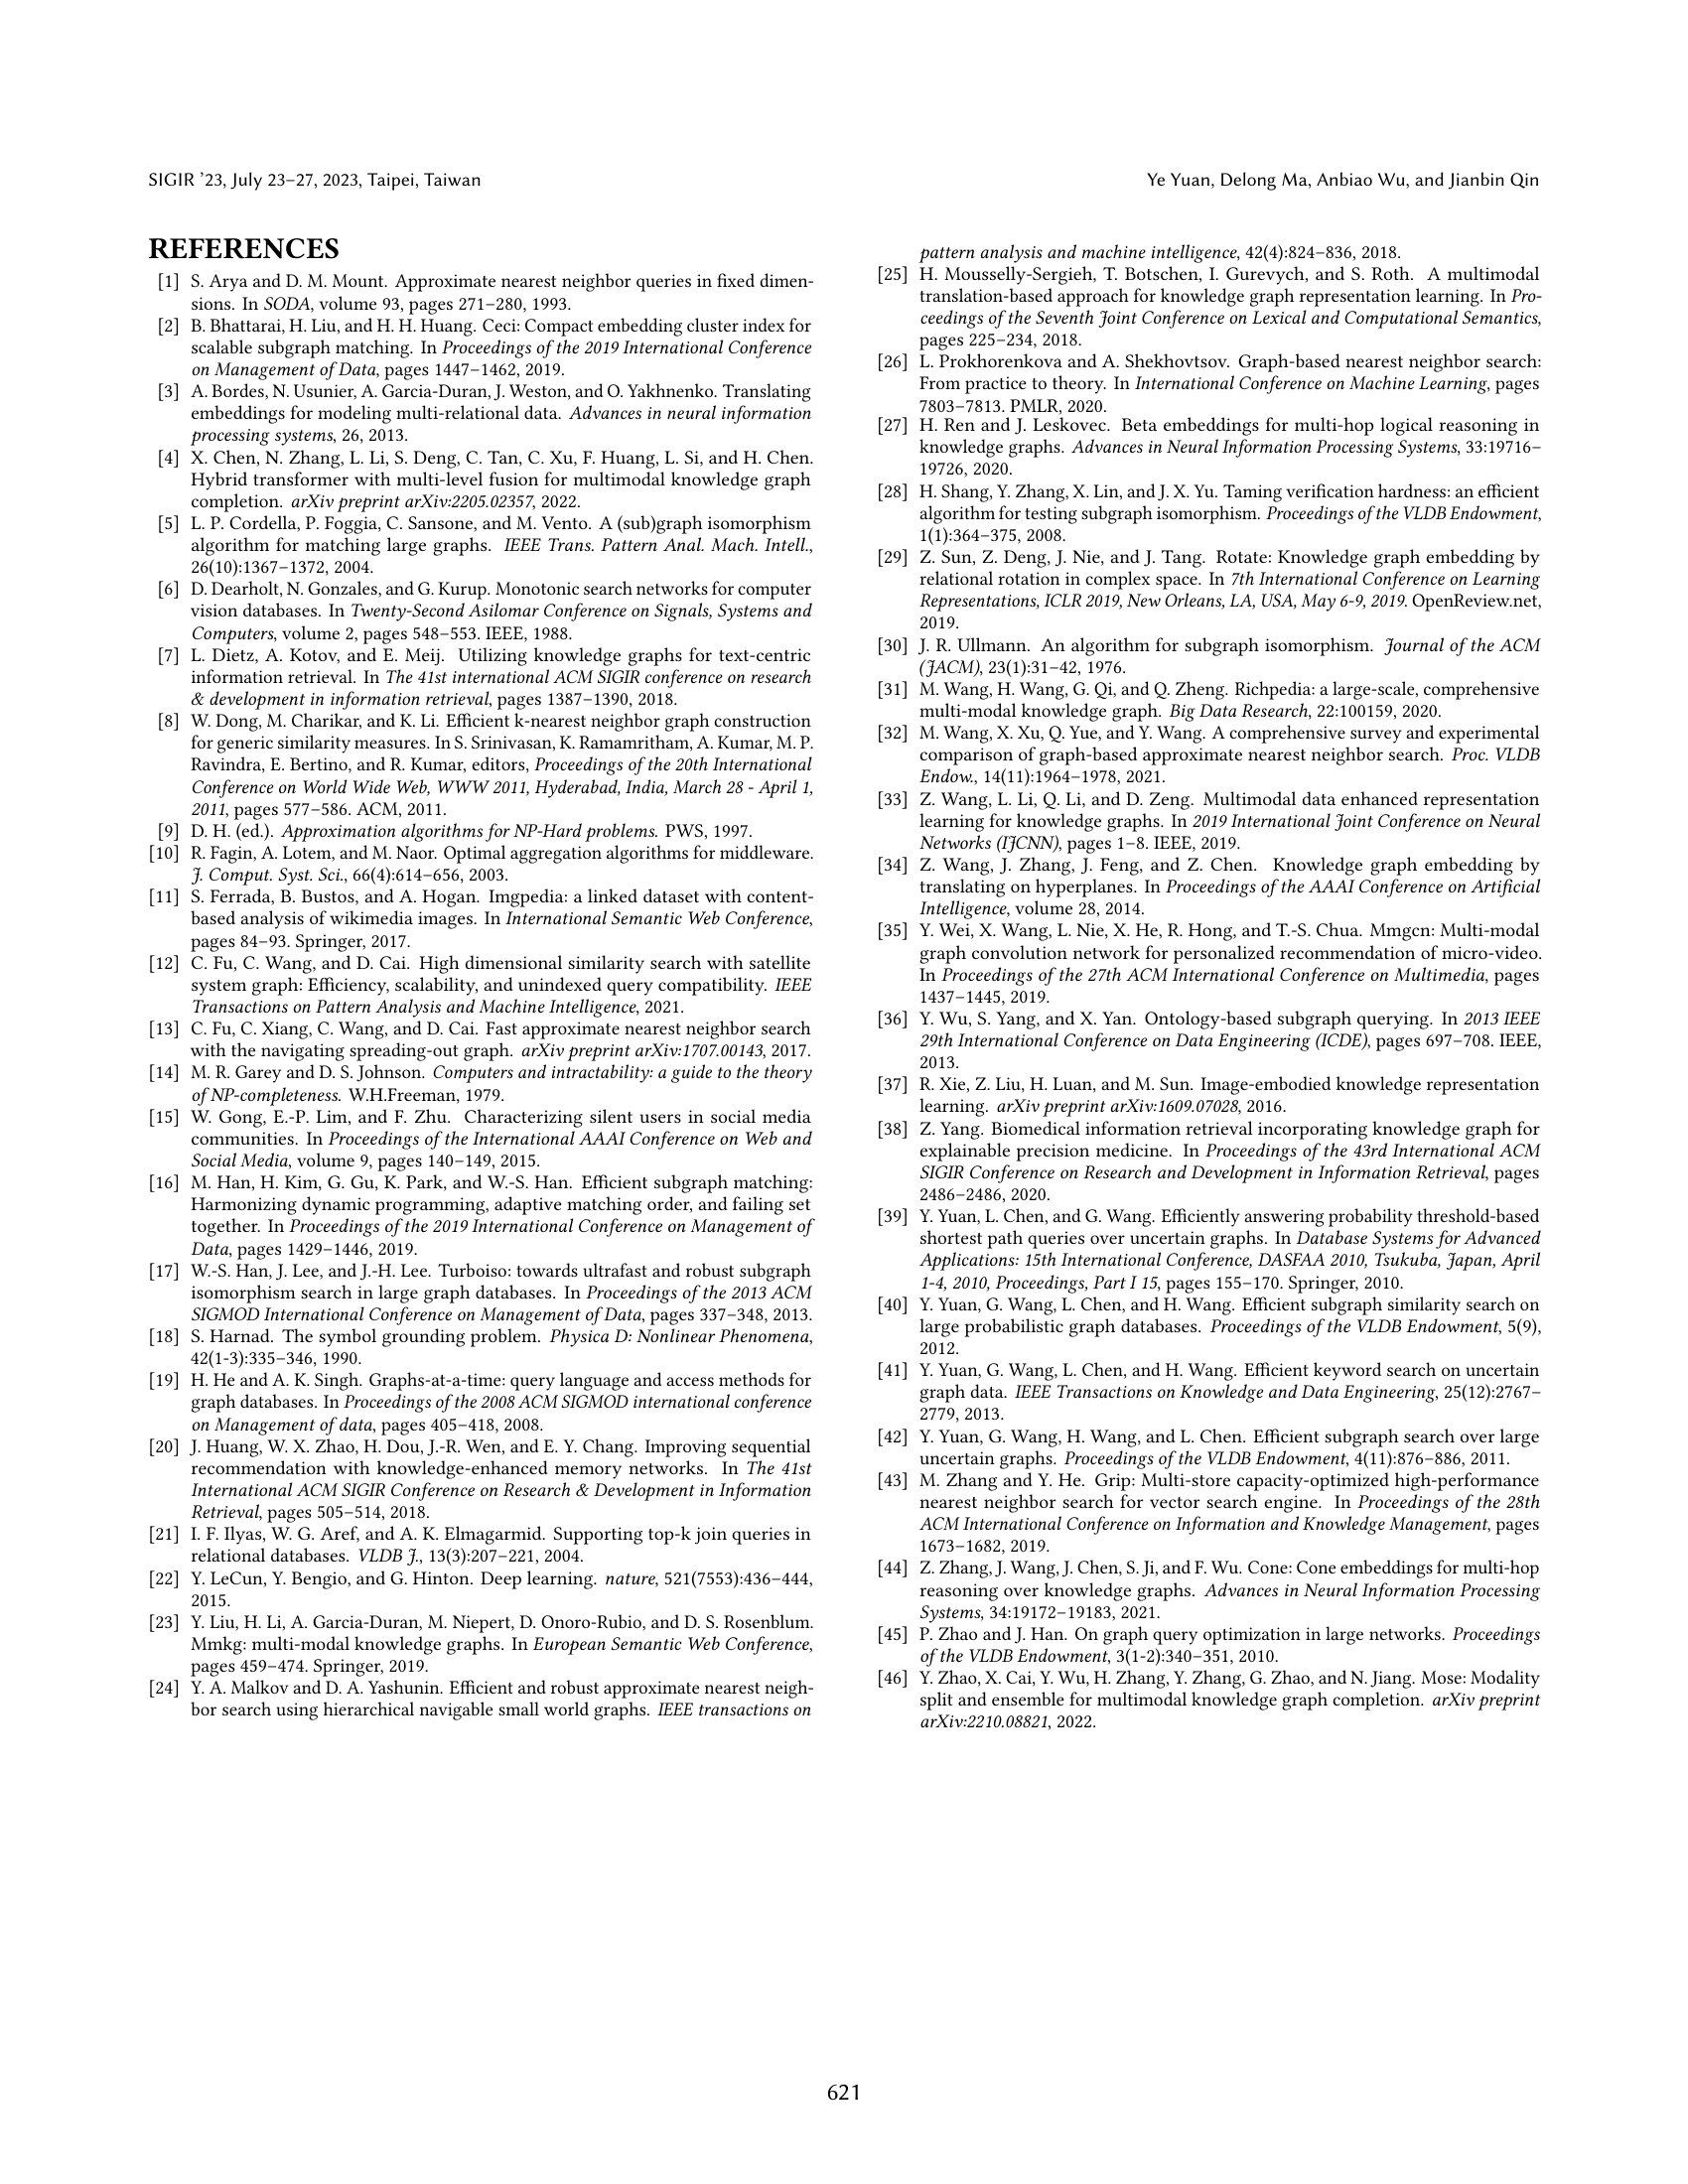 SIGIR ’23, July 23–27, 2023, Taipei, Taiwan
Ye Yuan, Delong Ma, Anbiao Wu, and Jianbin Qin
REFERENCES
[1] S. Arya and D. M. Mount. Approximate nearest neighbor queries in fixed dimen-
sions. In SODA, volume 93, pages 271–280, 1993.
[2] B. Bhattarai, H. Liu, and H. H. Huang. Ceci: Compact embedding cluster index for
scalable subgraph matching. In Proceedings of the 2019 International Conference
on Management of Data, pages 1447–1462, 2019.
[3] A. Bordes, N. Usunier, A. Garcia-Duran, J. Weston, and O. Yakhnenko. Translating
embeddings for modeling multi-relational data. Advances in neural information
processing systems, 26, 2013.
[4] X. Chen, N. Zhang, L. Li, S. Deng, C. Tan, C. Xu, F. Huang, L. Si, and H. Chen.
Hybrid transformer with multi-level fusion for multimodal knowledge graph
completion. arXiv preprint arXiv:2205.02357, 2022.
[5] L. P. Cordella, P. Foggia, C. Sansone, and M. Vento. A (sub)graph isomorphism
algorithm for matching large graphs. IEEE Trans. Pattern Anal. Mach. Intell.,
26(10):1367–1372, 2004.
[6] D. Dearholt, N. Gonzales, and G. Kurup. Monotonic search networks for computer
vision databases. In Twenty-Second Asilomar Conference on Signals, Systems and
Computers, volume 2, pages 548–553. IEEE, 1988.
[7] L. Dietz, A. Kotov, and E. Meij. Utilizing knowledge graphs for text-centric
information retrieval. In The 41st international ACM SIGIR conference on research
& development in information retrieval, pages 1387–1390, 2018.
[8] W. Dong, M. Charikar, and K. Li. Efficient k-nearest neighbor graph construction
for generic similarity measures. In S. Srinivasan, K. Ramamritham, A. Kumar, M. P.
Ravindra, E. Bertino, and R. Kumar, editors, Proceedings of the 20th International
Conference on World Wide Web, WWW 2011, Hyderabad, India, March 28 - April 1,
2011, pages 577–586. ACM, 2011.
[9] D. H. (ed.). Approximation algorithms for NP-Hard problems. PWS, 1997.
[10] R. Fagin, A. Lotem, and M. Naor. Optimal aggregation algorithms for middleware.
J. Comput. Syst. Sci., 66(4):614–656, 2003.
[11] S. Ferrada, B. Bustos, and A. Hogan. Imgpedia: a linked dataset with content-
based analysis of wikimedia images. In International Semantic Web Conference,
pages 84–93. Springer, 2017.
[12] C. Fu, C. Wang, and D. Cai. High dimensional similarity search with satellite
system graph: Efficiency, scalability, and unindexed query compatibility. IEEE
Transactions on Pattern Analysis and Machine Intelligence, 2021.
[13] C. Fu, C. Xiang, C. Wang, and D. Cai. Fast approximate nearest neighbor search
with the navigating spreading-out graph. arXiv preprint arXiv:1707.00143, 2017.
[14] M. R. Garey and D. S. Johnson. Computers and intractability: a guide to the theory
of NP-completeness. W.H.Freeman, 1979.
[15] W. Gong, E.-P. Lim, and F. Zhu. Characterizing silent users in social media
communities. In Proceedings of the International AAAI Conference on Web and
Social Media, volume 9, pages 140–149, 2015.
[16] M. Han, H. Kim, G. Gu, K. Park, and W.-S. Han. Efficient subgraph matching:
Harmonizing dynamic programming, adaptive matching order, and failing set
together. In Proceedings of the 2019 International Conference on Management of
Data, pages 1429–1446, 2019.
[17] W.-S. Han, J. Lee, and J.-H. Lee. Turboiso: towards ultrafast and robust subgraph
isomorphism search in large graph databases. In Proceedings of the 2013 ACM
SIGMOD International Conference on Management of Data, pages 337–348, 2013.
[18] S. Harnad. The symbol grounding problem. Physica D: Nonlinear Phenomena,
42(1-3):335–346, 1990.
[19] H. He and A. K. Singh. Graphs-at-a-time: query language and access methods for
graph databases. In Proceedings of the 2008 ACM SIGMOD international conference
on Management of data, pages 405–418, 2008.
[20] J. Huang, W. X. Zhao, H. Dou, J.-R. Wen, and E. Y. Chang. Improving sequential
recommendation with knowledge-enhanced memory networks. In The 41st
International ACM SIGIR Conference on Research & Development in Information
Retrieval, pages 505–514, 2018.
[21] I. F. Ilyas, W. G. Aref, and A. K. Elmagarmid. Supporting top-k join queries in
relational databases. VLDB J., 13(3):207–221, 2004.
[22] Y. LeCun, Y. Bengio, and G. Hinton. Deep learning. nature, 521(7553):436–444,
2015.
[23] Y. Liu, H. Li, A. Garcia-Duran, M. Niepert, D. Onoro-Rubio, and D. S. Rosenblum.
Mmkg: multi-modal knowledge graphs. In European Semantic Web Conference,
pages 459–474. Springer, 2019.
[24] Y. A. Malkov and D. A. Yashunin. Efficient and robust approximate nearest neigh-
bor search using hierarchical navigable small world graphs. IEEE transactions on
pattern analysis and machine intelligence, 42(4):824–836, 2018.
[25] H. Mousselly-Sergieh, T. Botschen, I. Gurevych, and S. Roth. A multimodal
translation-based approach for knowledge graph representation learning. In Pro-
ceedings of the Seventh Joint Conference on Lexical and Computational Semantics,
pages 225–234, 2018.
[26] L. Prokhorenkova and A. Shekhovtsov. Graph-based nearest neighbor search:
From practice to theory. In International Conference on Machine Learning, pages
7803–7813. PMLR, 2020.
[27] H. Ren and J. Leskovec. Beta embeddings for multi-hop logical reasoning in
knowledge graphs. Advances in Neural Information Processing Systems, 33:19716–
19726, 2020.
[28] H. Shang, Y. Zhang, X. Lin, and J. X. Yu. Taming verification hardness: an efficient
algorithm for testing subgraph isomorphism. Proceedings of the VLDB Endowment,
1(1):364–375, 2008.
[29] Z. Sun, Z. Deng, J. Nie, and J. Tang. Rotate: Knowledge graph embedding by
relational rotation in complex space. In 7th International Conference on Learning
Representations, ICLR 2019, New Orleans, LA, USA, May 6-9, 2019. OpenReview.net,
2019.
[30] J. R. Ullmann. An algorithm for subgraph isomorphism. Journal of the ACM
(JACM), 23(1):31–42, 1976.
[31] M. Wang, H. Wang, G. Qi, and Q. Zheng. Richpedia: a large-scale, comprehensive
multi-modal knowledge graph. Big Data Research, 22:100159, 2020.
[32] M. Wang, X. Xu, Q. Yue, and Y. Wang. A comprehensive survey and experimental
comparison of graph-based approximate nearest neighbor search. Proc. VLDB
Endow., 14(11):1964–1978, 2021.
[33] Z. Wang, L. Li, Q. Li, and D. Zeng. Multimodal data enhanced representation
learning for knowledge graphs. In 2019 International Joint Conference on Neural
Networks (IJCNN), pages 1–8. IEEE, 2019.
[34] Z. Wang, J. Zhang, J. Feng, and Z. Chen. Knowledge graph embedding by
translating on hyperplanes. In Proceedings of the AAAI Conference on Artificial
Intelligence, volume 28, 2014.
[35] Y. Wei, X. Wang, L. Nie, X. He, R. Hong, and T.-S. Chua. Mmgcn: Multi-modal
graph convolution network for personalized recommendation of micro-video.
In Proceedings of the 27th ACM International Conference on Multimedia, pages
1437–1445, 2019.
[36] Y. Wu, S. Yang, and X. Yan. Ontology-based subgraph querying. In 2013 IEEE
29th International Conference on Data Engineering (ICDE), pages 697–708. IEEE,
2013.
[37] R. Xie, Z. Liu, H. Luan, and M. Sun. Image-embodied knowledge representation
learning. arXiv preprint arXiv:1609.07028, 2016.
[38] Z. Yang. Biomedical information retrieval incorporating knowledge graph for
explainable precision medicine. In Proceedings of the 43rd International ACM
SIGIR Conference on Research and Development in Information Retrieval, pages
2486–2486, 2020.
[39] Y. Yuan, L. Chen, and G. Wang. Efficiently answering probability threshold-based
shortest path queries over uncertain graphs. In Database Systems for Advanced
Applications: 15th International Conference, DASFAA 2010, Tsukuba, Japan, April
1-4, 2010, Proceedings, Part I 15, pages 155–170. Springer, 2010.
[40] Y. Yuan, G. Wang, L. Chen, and H. Wang. Efficient subgraph similarity search on
large probabilistic graph databases. Proceedings of the VLDB Endowment, 5(9),
2012.
[41] Y. Yuan, G. Wang, L. Chen, and H. Wang. Efficient keyword search on uncertain
graph data. IEEE Transactions on Knowledge and Data Engineering, 25(12):2767–
2779, 2013.
[42] Y. Yuan, G. Wang, H. Wang, and L. Chen. Efficient subgraph search over large
uncertain graphs. Proceedings of the VLDB Endowment, 4(11):876–886, 2011.
[43] M. Zhang and Y. He. Grip: Multi-store capacity-optimized high-performance
nearest neighbor search for vector search engine. In Proceedings of the 28th
ACM International Conference on Information and Knowledge Management, pages
1673–1682, 2019.
[44] Z. Zhang, J. Wang, J. Chen, S. Ji, and F. Wu. Cone: Cone embeddings for multi-hop
reasoning over knowledge graphs. Advances in Neural Information Processing
Systems, 34:19172–19183, 2021.
[45] P. Zhao and J. Han. On graph query optimization in large networks. Proceedings
of the VLDB Endowment, 3(1-2):340–351, 2010.
[46] Y. Zhao, X. Cai, Y. Wu, H. Zhang, Y. Zhang, G. Zhao, and N. Jiang. Mose: Modality
split and ensemble for multimodal knowledge graph completion. arXiv preprint
arXiv:2210.08821, 2022.
621